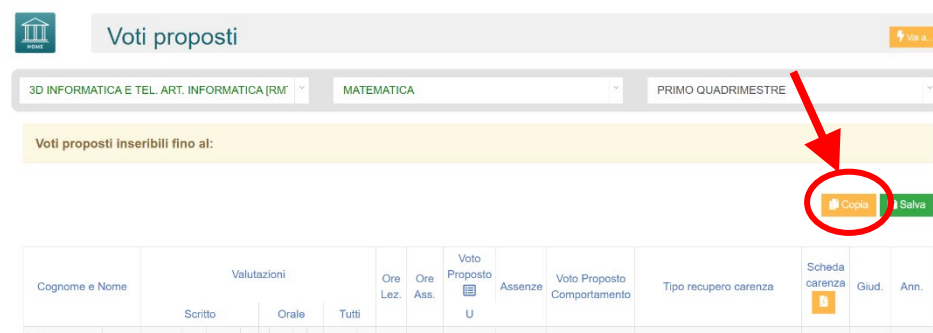 HOME
Voti proposti
Vai a.
3D INFORMATICA E TEL. ART. INFORMATICA [RM
MATEMATICA
PRIMO QUADRIMESTRE
Voti proposti inseribili fino al:
Copia
Salva
Cognome e Nome
Valutazioni
Scritto Orale Tutti
Ore
Lez.
Ore
Ass.
Voto
Proposto
U
Assenze
Voto Proposto
Comportamento
Tipo recupero carenza
Scheda
carenza
Giud.
Ann.